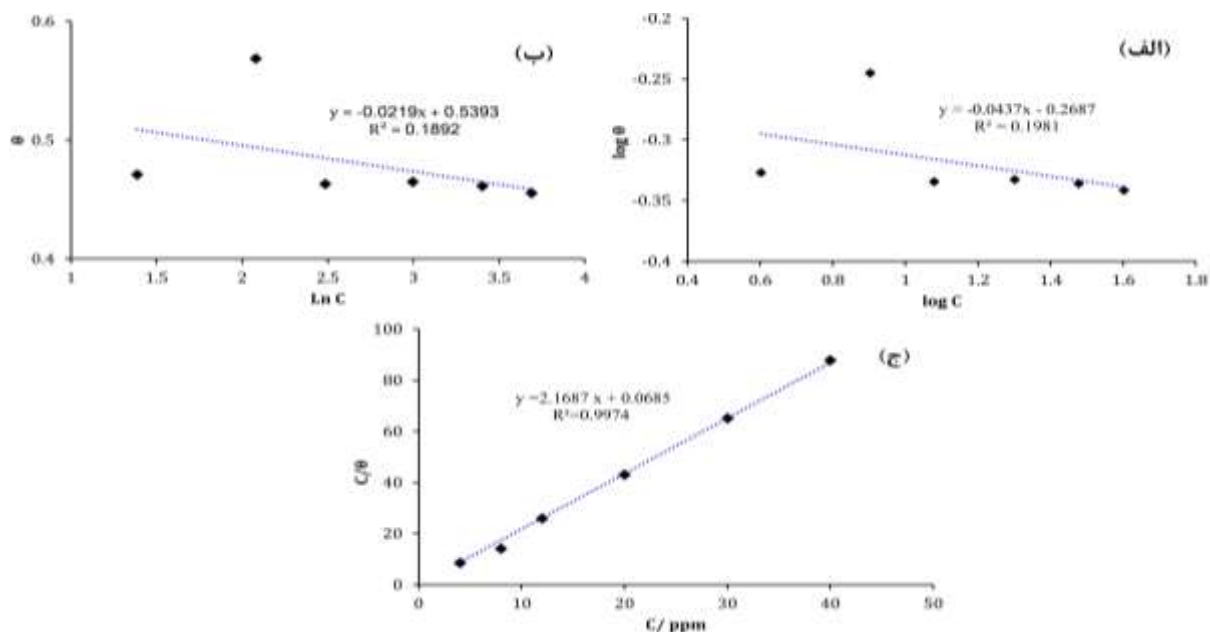 (ب)
0.6
0.5
0.4
θ
y = -0.0219x + 0.5393
R² = 0.1892
1 1.5 2 2.5 3 3.5 4
Ln C
(الف)
-0.2
-0.25
-0.3
-0.35
-0.4
log θ
y = -0.0437x - 0.2687
R² = 0.1981
0.4 0.6 0.8 1 1.2 1.4 1.6 1.8
log C
(ج)
100
80
60
40
20
0
C/θ
y =2.1687 x + 0.0685
R²=0.9974
0 10 20 30 40 50
C/ ppm